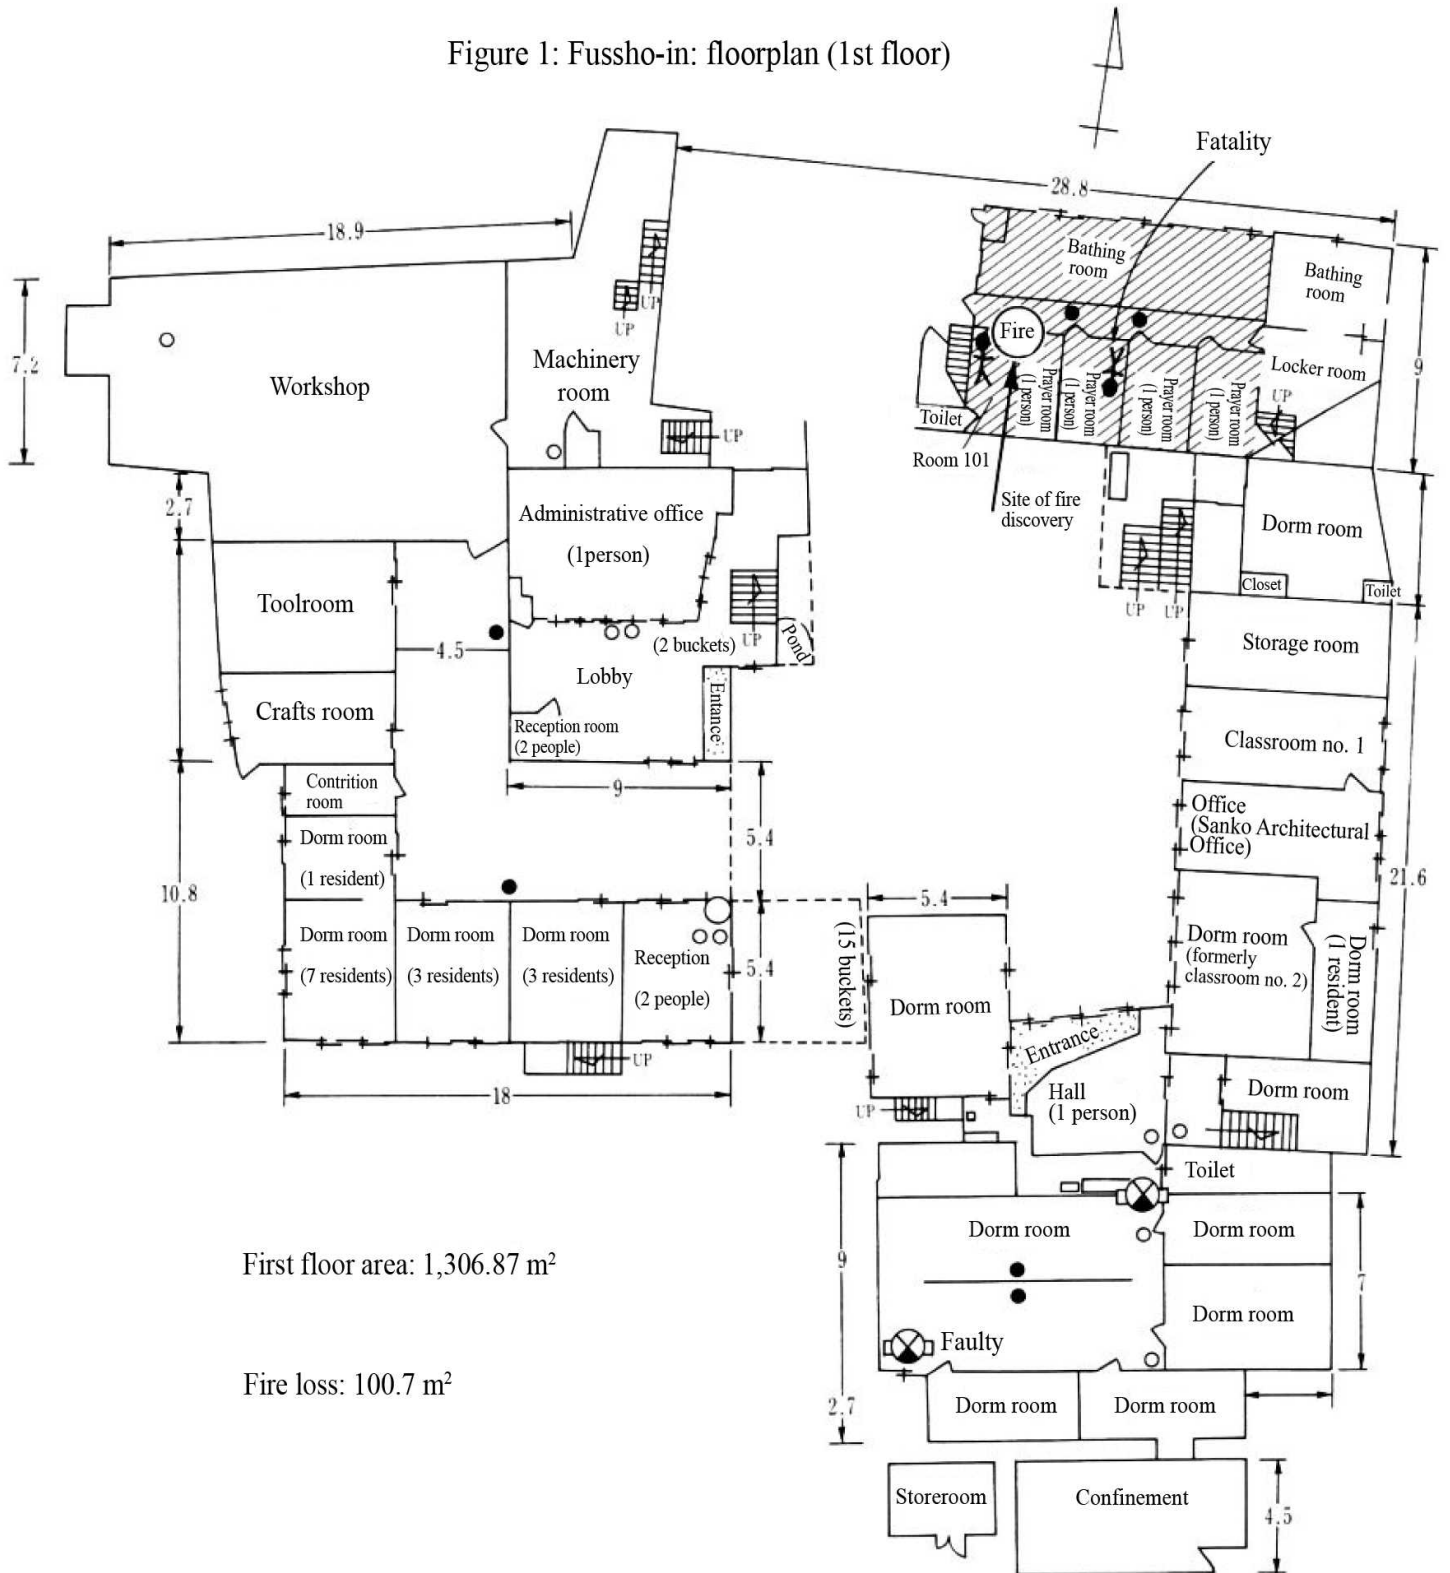 Figure 1: Fussho-in: floorplan (1st floor)
Fatality
28.8
18.9
Bathing
room
Bathing
room
7.2
UP
UP
Fire
Machinery
room
Workshop
9
Locker room
UP
Prayer room
(1 person)
Prayer room
(1 person)
Prayer room
(1 person)
Prayer room
(1 person)
Toilet
UP
Room 101
Site of fire
discovery
2.7
Administrative office
(1person)
Dorm room
Closet
Toilet
UP
UP
Toolroom
4.5
(2 buckets)
UP
Pond
Lobby
Storage room
Crafts room
Entance
Reception room
(2 people)
Classroom no. 1
9
Contrition
room
Office
(Sanko Architectural
Office)
Dorm room
(1 resident)
5.4
10.8
21.6
5.4
Dorm room
(7 residents)
Dorm room
(3 residents)
Dorm room
(3 residents)
Reception
(2 people)
5.4
(15 buckets)
Dorm room
Dorm room
(formerly
classroom no. 2)
Dorm room
(1 resident)
Entrance
UP
18
Hall
(1 person)
UP
Dorm room
Toilet
Dorm room
Dorm room
First floor area: 1,306.87 m²
9
7
Dorm room
Faulty
Fire loss: 100.7 m²
2.7
Dorm room
Dorm room
Storeroom
Confinement
4.5